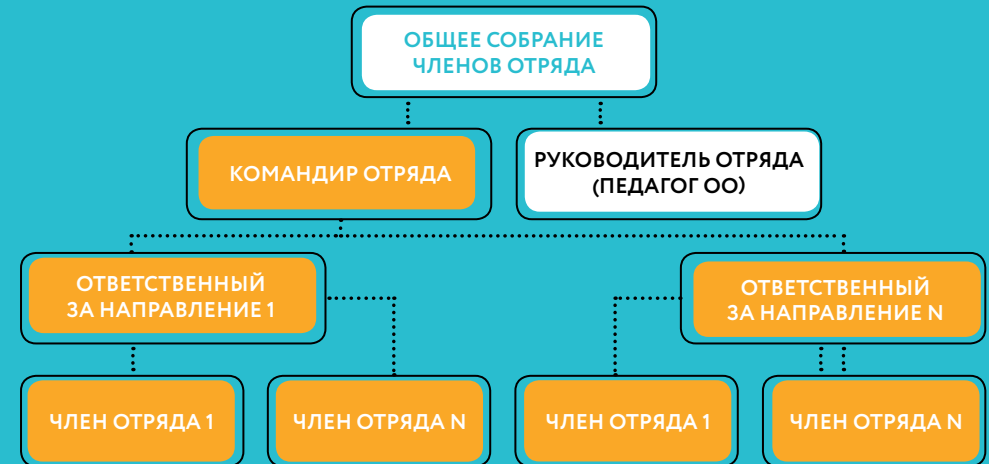 ОБЩЕЕ СОБРАНИЕ
ЧЛЕНОВ ОТРЯДА
КОМАНДИР ОТРЯДА
РУКОВОДИТЕЛЬ ОТРЯДА
(ПЕДАГОГ ОО)
ОТВЕТСТВЕННЫЙ
ЗА НАПРАВЛЕНИЕ 1
ОТВЕТСТВЕННЫЙ
ЗА НАПРАВЛЕНИЕ N
ЧЛЕН ОТРЯДА 1
ЧЛЕН ОТРЯДА N
ЧЛЕН ОТРЯДА 1
ЧЛЕН ОТРЯДА N